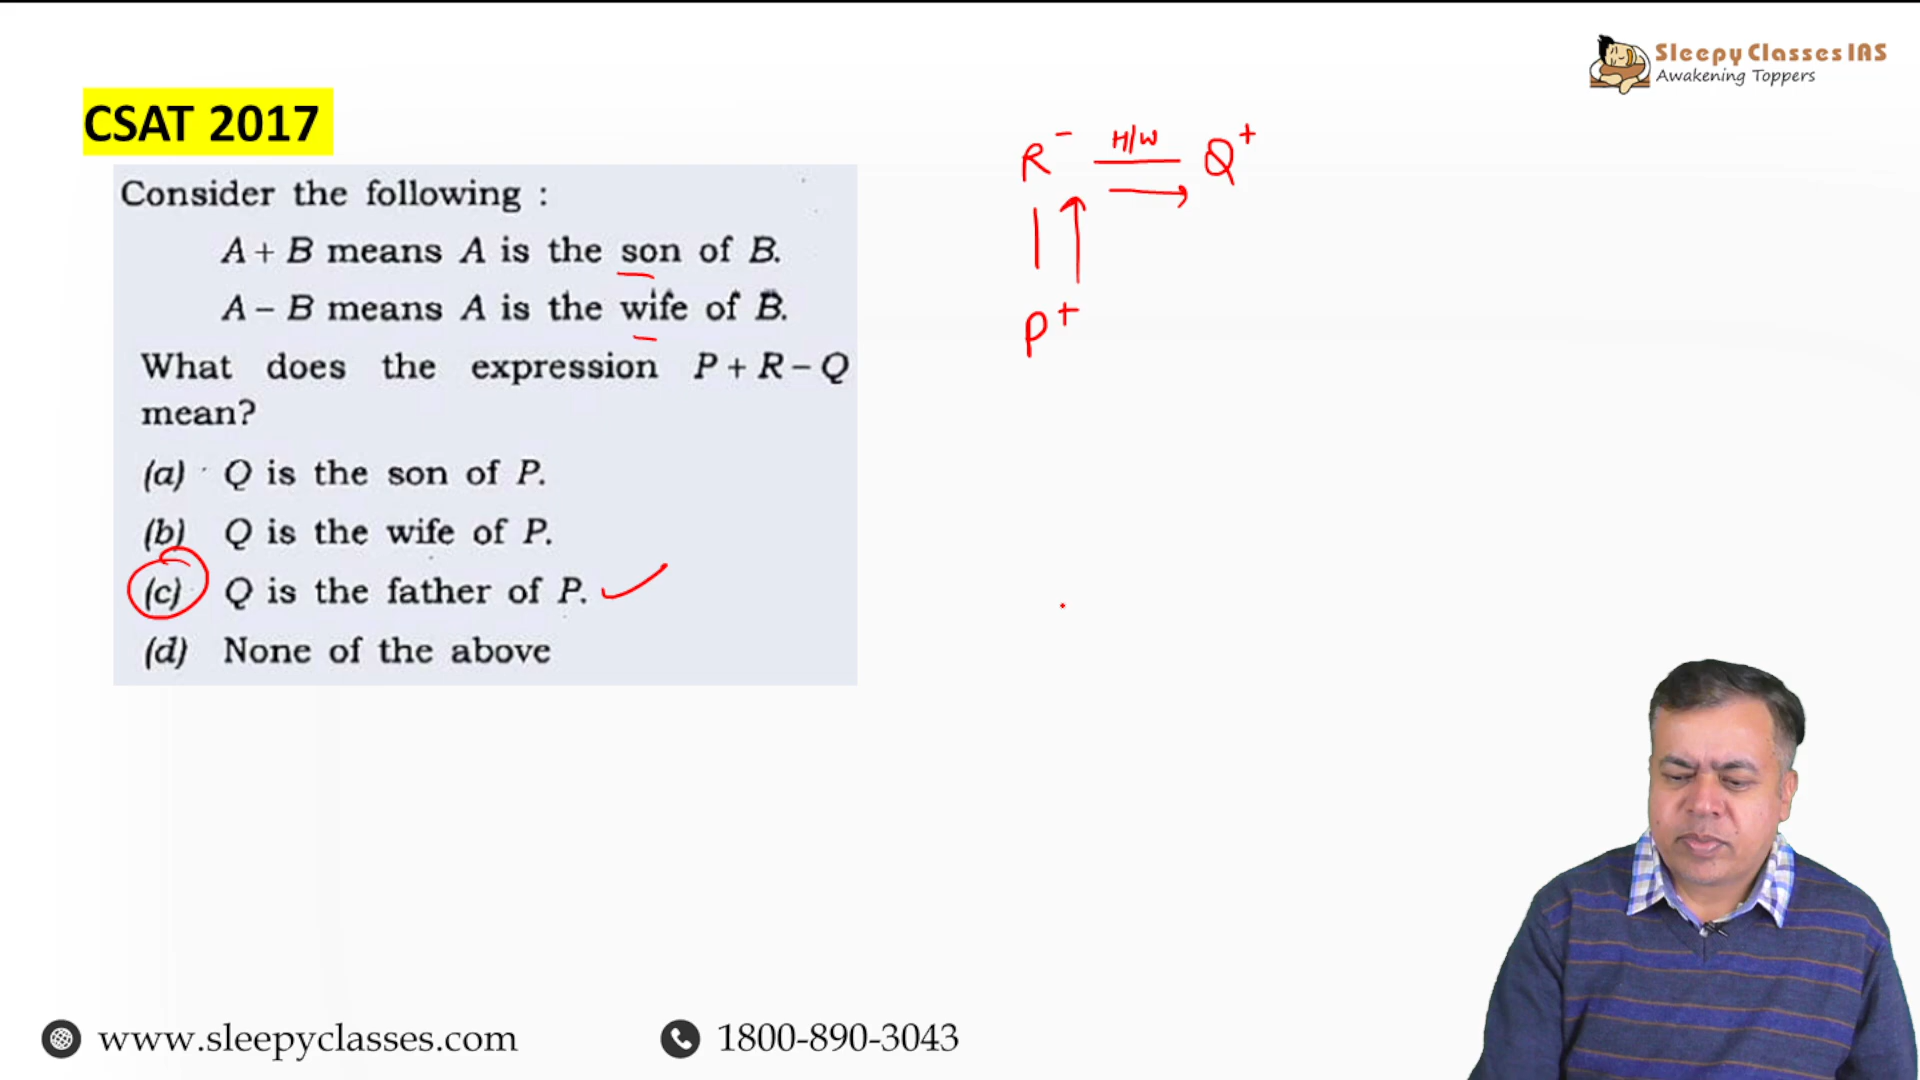 Sleepy Classes IAS
Awakening Toppers
CSAT 2017
Consider the following :
A + B means A is the son of B.
A – B means A is the wife of B.
What does the expression P + R – Q
mean?
(a) Q is the son of P.
(b) Q is the wife of P.
(c) Q is the father of P.
(d) None of the above
R⁻ H/W Q⁺
P⁺
www.sleepyclasses.com
1800-890-3043